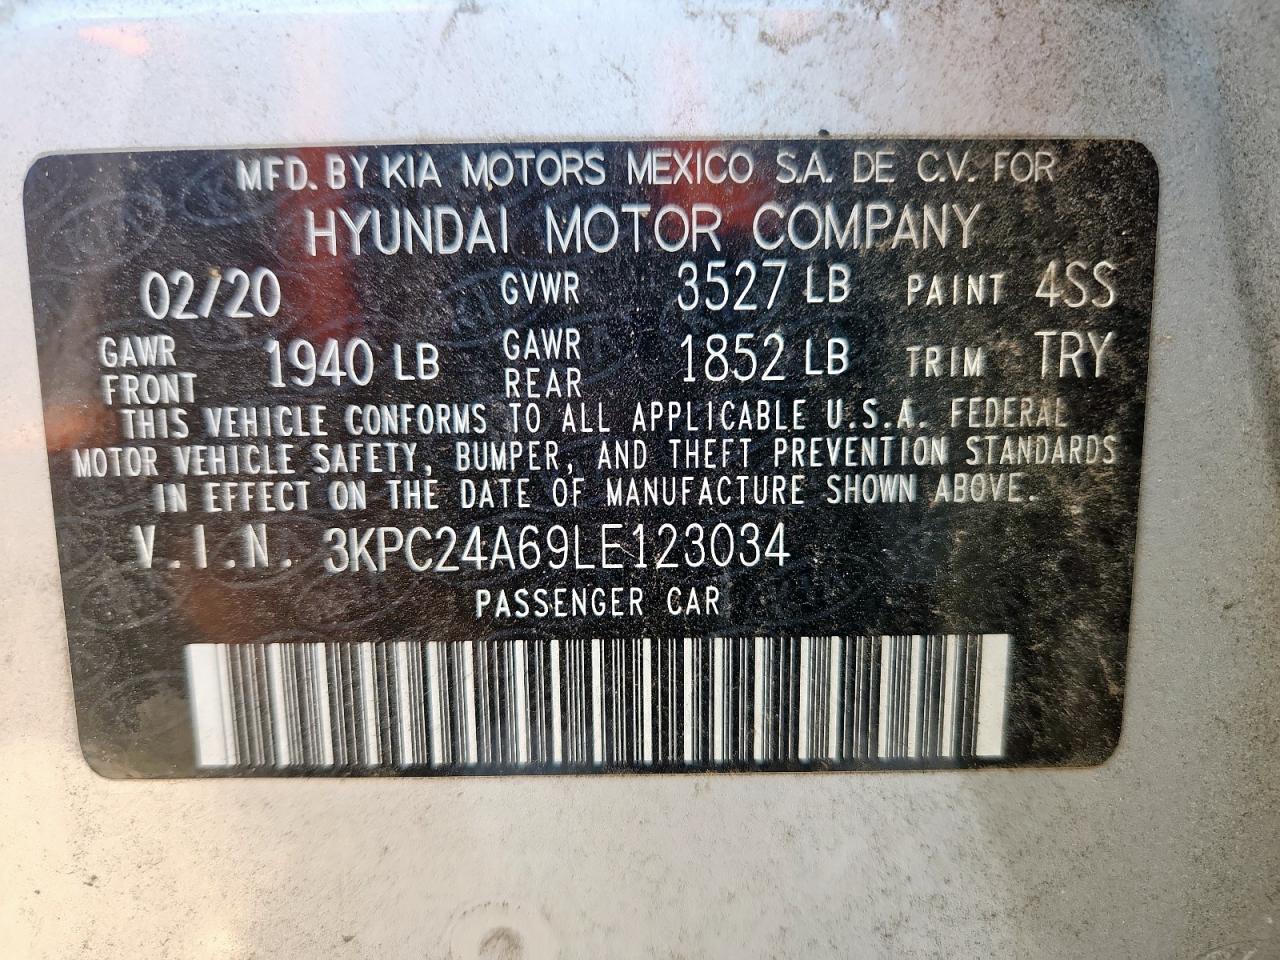 MFD. BY KIA MOTORS MEXICO S.A. DE C.V. FOR
HYUNDAI MOTOR COMPANY
02/20 GVWR 3527 LB PAINT 4SS
GAWR FRONT 1940 LB GAWR REAR 1852 LB TRIM TRY
THIS VEHICLE CONFORMS TO ALL APPLICABLE U.S.A. FEDERAL
MOTOR VEHICLE SAFETY, BUMPER, AND THEFT PREVENTION STANDARDS
IN EFFECT ON THE DATE OF MANUFACTURE SHOWN ABOVE.
V.I.N. 3KPC24A69LE123034
PASSENGER CAR